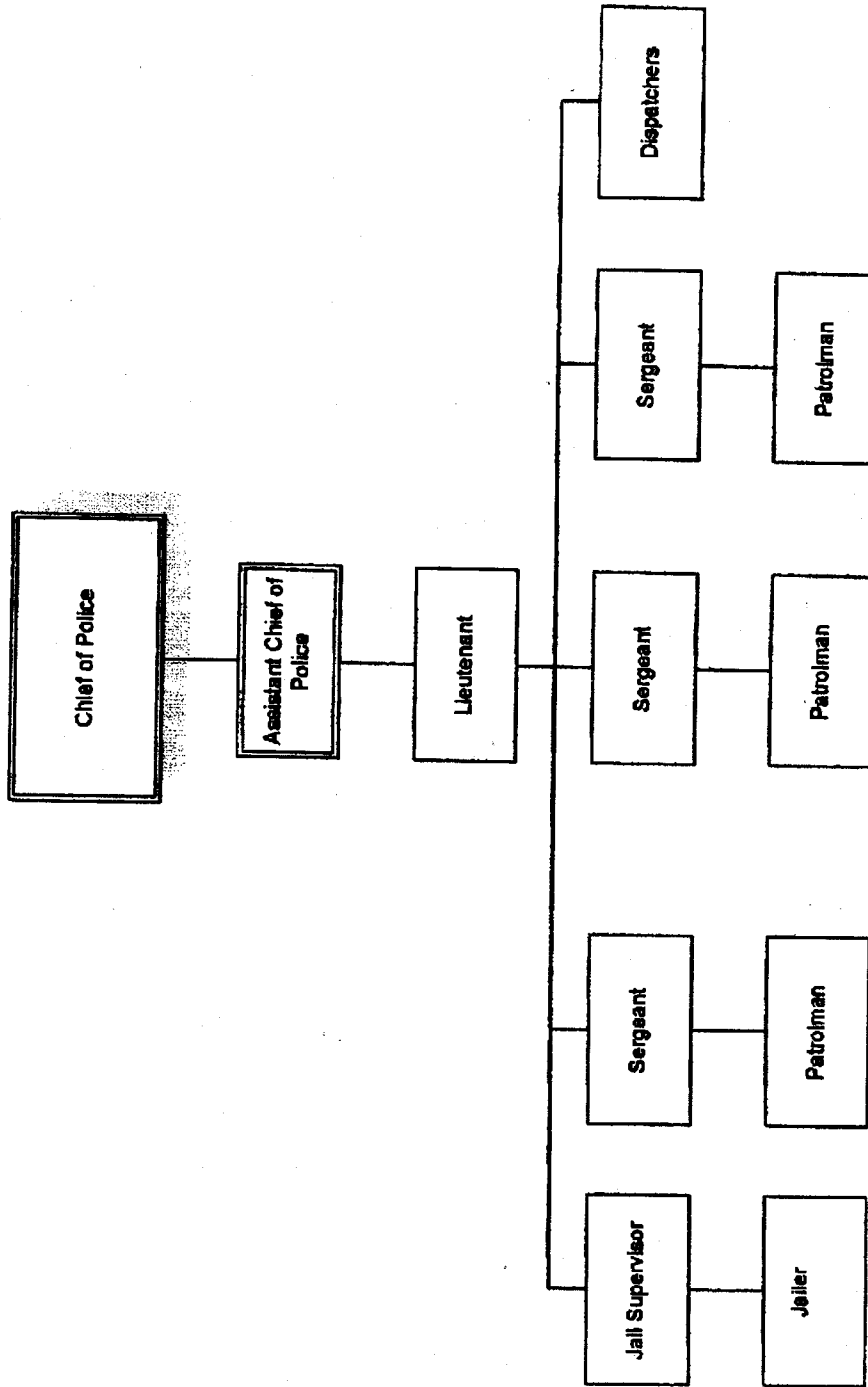 Chief of Police
Assistant Chief of
Police
Lieutenant
Jail Supervisor
Sergeant
Sergeant
Sergeant
Dispatchers
Jailer
Patrolman
Patrolman
Patrolman